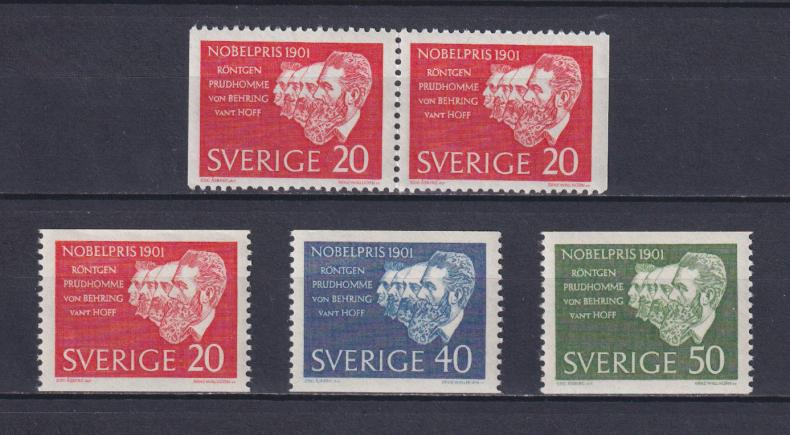 NOBELPRIS 1901
RÖNTGEN
PRUDHOMME
VON BEHRING
VANT HOFF
SVERIGE 20
NOBELPRIS 1901
RÖNTGEN
PRUDHOMME
VON BEHRING
VANT HOFF
SVERIGE 20
NOBELPRIS 1901
RÖNTGEN
PRUDHOMME
VON BEHRING
VANT HOFF
SVERIGE 20
NOBELPRIS 1901
RÖNTGEN
PRUDHOMME
VON BEHRING
VANT HOFF
SVERIGE 40
NOBELPRIS 1901
RÖNTGEN
PRUDHOMME
VON BEHRING
VANT HOFF
SVERIGE 50